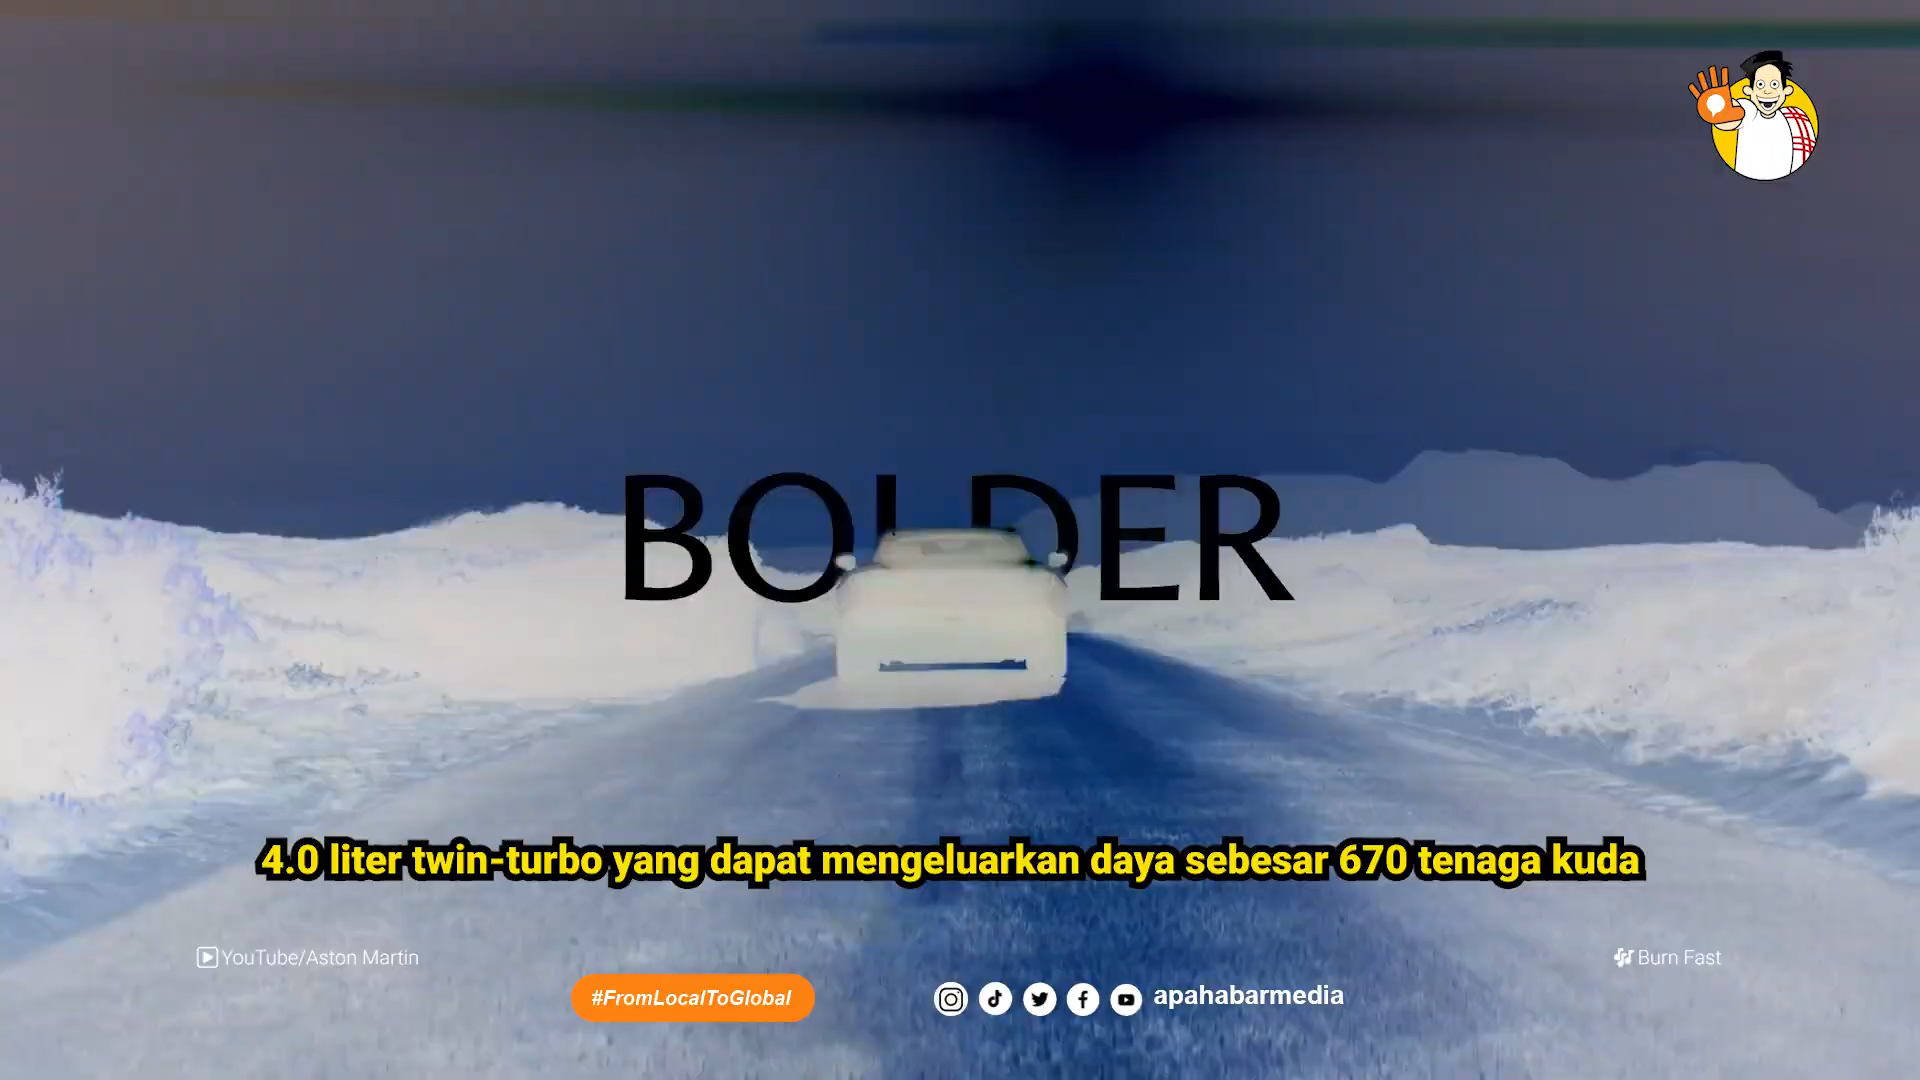 BOLDER
4.0 liter twin-turbo yang dapat mengeluarkan daya sebesar 670 tenaga kuda
YouTube/Aston Martin
Burn Fast
#FromLocalToGlobal
apahabarmedia